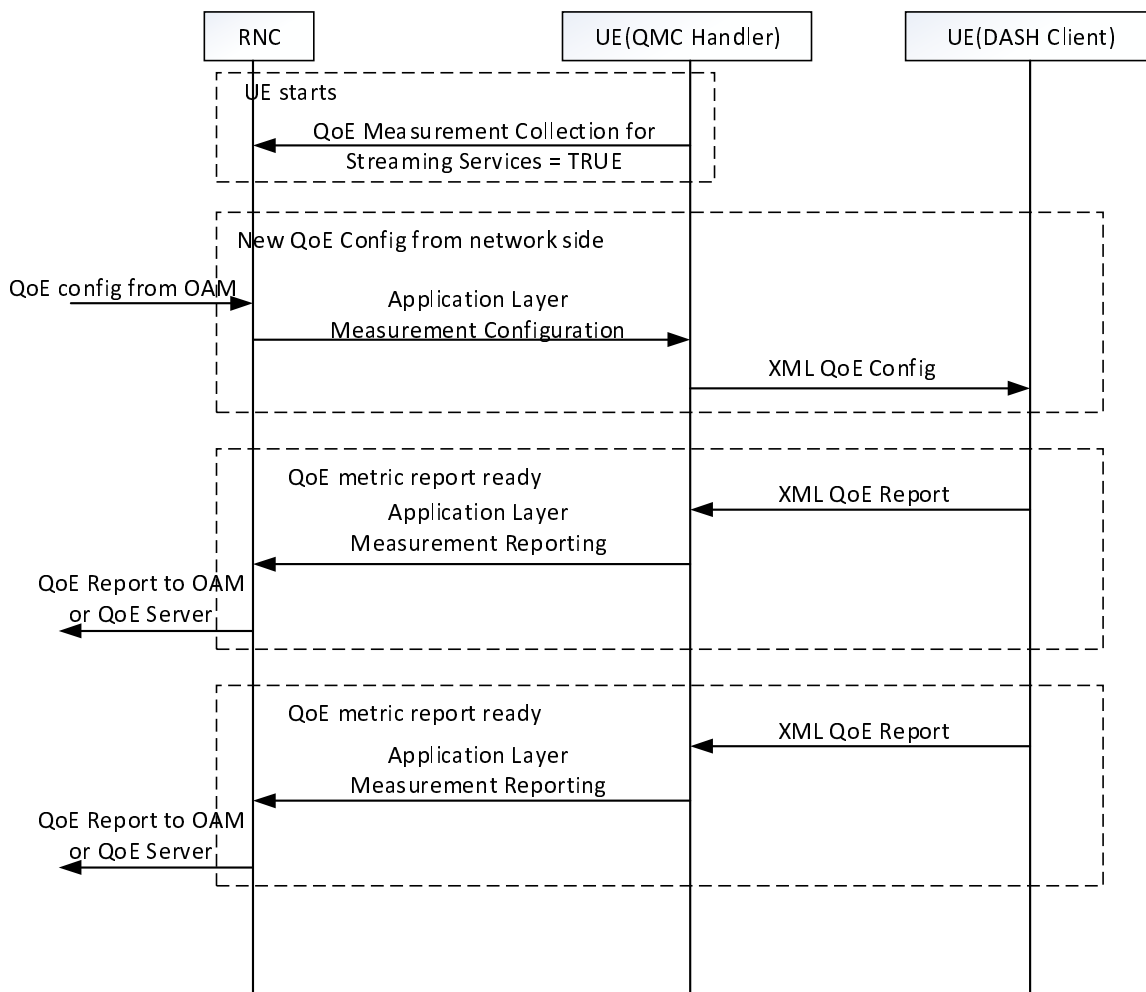 RNC
UE(QMC Handler)
UE(DASH Client)
UE starts
QoE Measurement Collection for
Streaming Services = TRUE
New QoE Config from network side
QoE config from OAM
Application Layer
Measurement Configuration
XML QoE Config
QoE metric report ready
XML QoE Report
Application Layer
Measurement Reporting
QoE Report to OAM
or QoE Server
QoE metric report ready
XML QoE Report
Application Layer
Measurement Reporting
QoE Report to OAM
or QoE Server